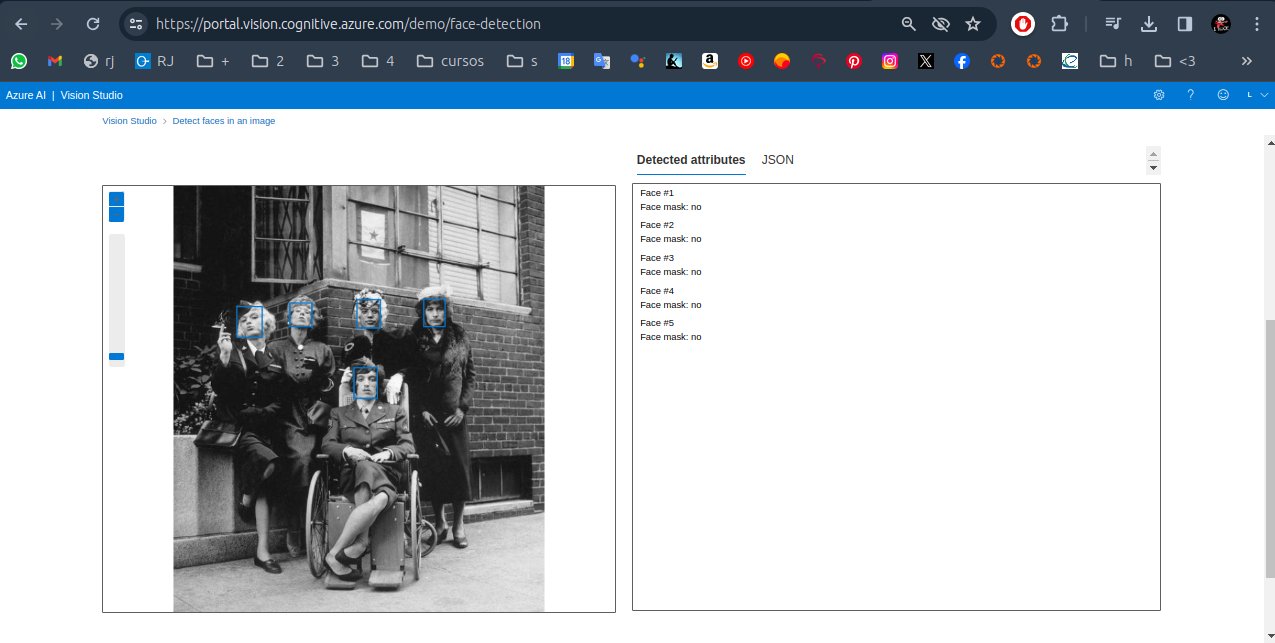 https://portal.vision.cognitive.azure.com/demo/face-detection
rj RJ + 2 3 4 cursos s 18 h <3 »
Azure AI | Vision Studio ? L
Vision Studio > Detect faces in an image
Detected attributes JSON
Face #1
Face mask: no
Face #2
Face mask: no
Face #3
Face mask: no
Face #4
Face mask: no
Face #5
Face mask: no